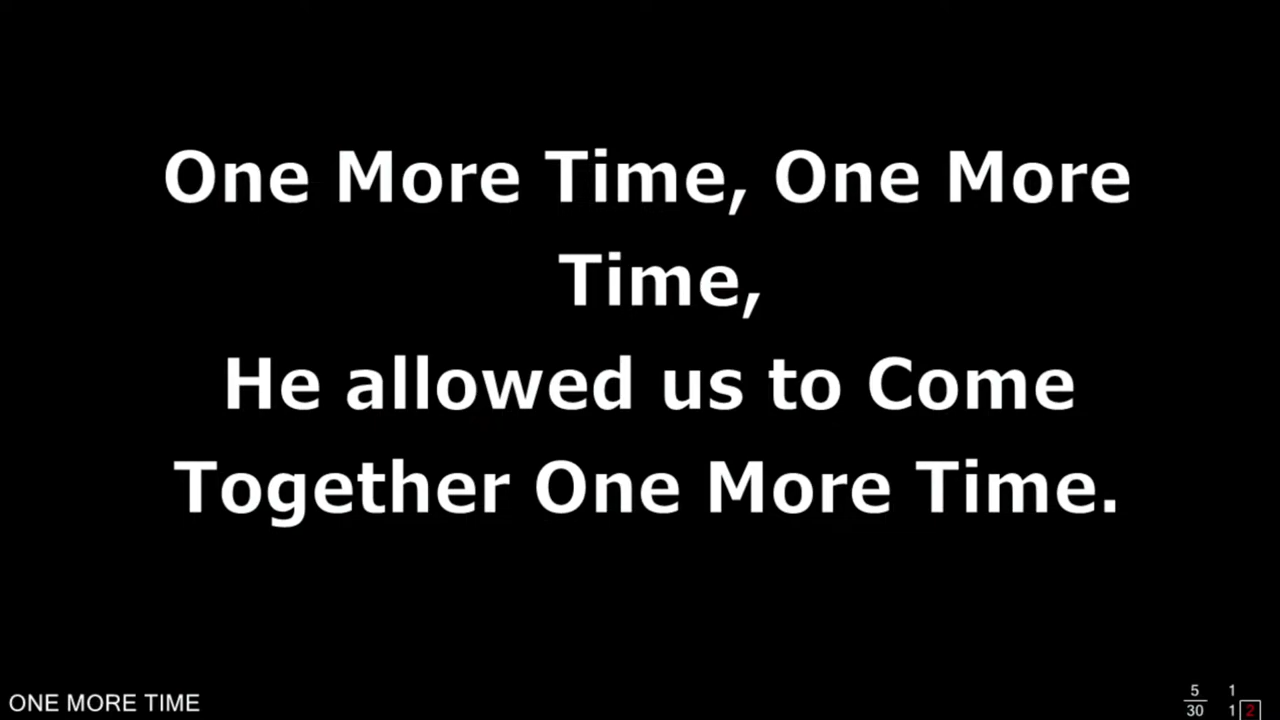 One More Time, One More
Time,
He allowed us to Come
Together One More Time.
ONE MORE TIME
5 1
30 1 2